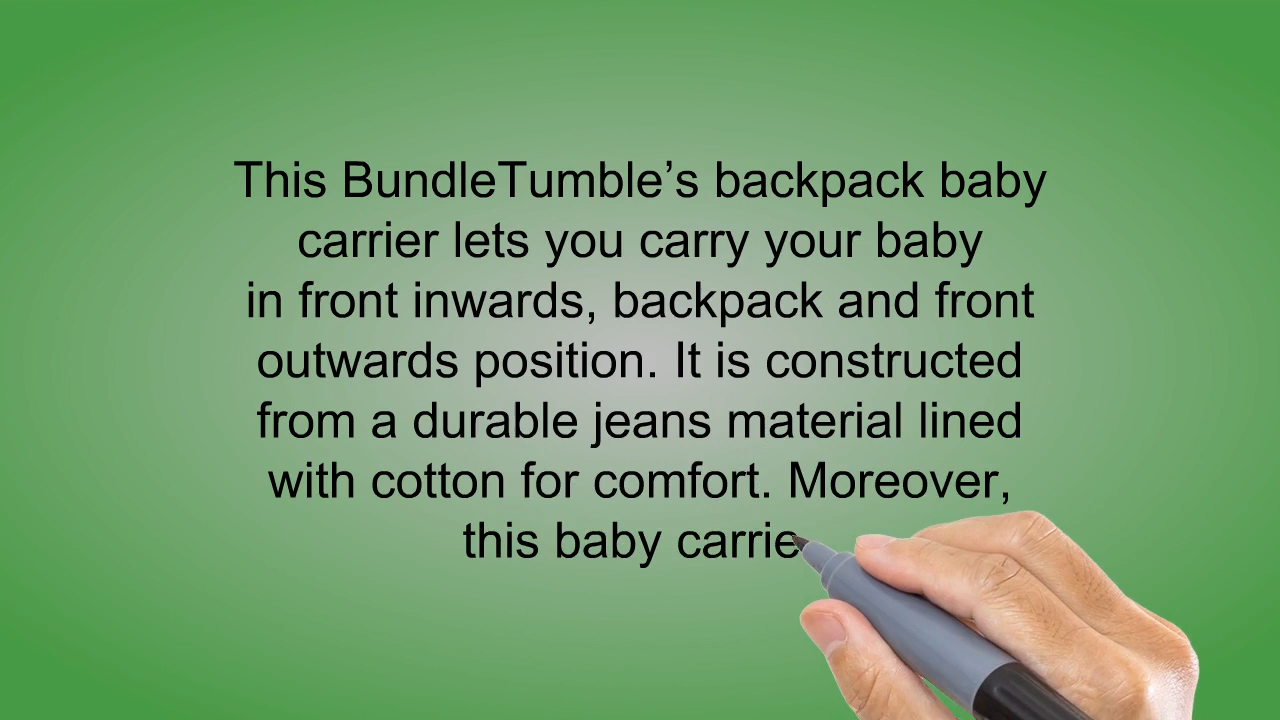 This BundleTumble’s backpack baby
carrier lets you carry your baby
in front inwards, backpack and front
outwards position. It is constructed
from a durable jeans material lined
with cotton for comfort. Moreover,
this baby carrie